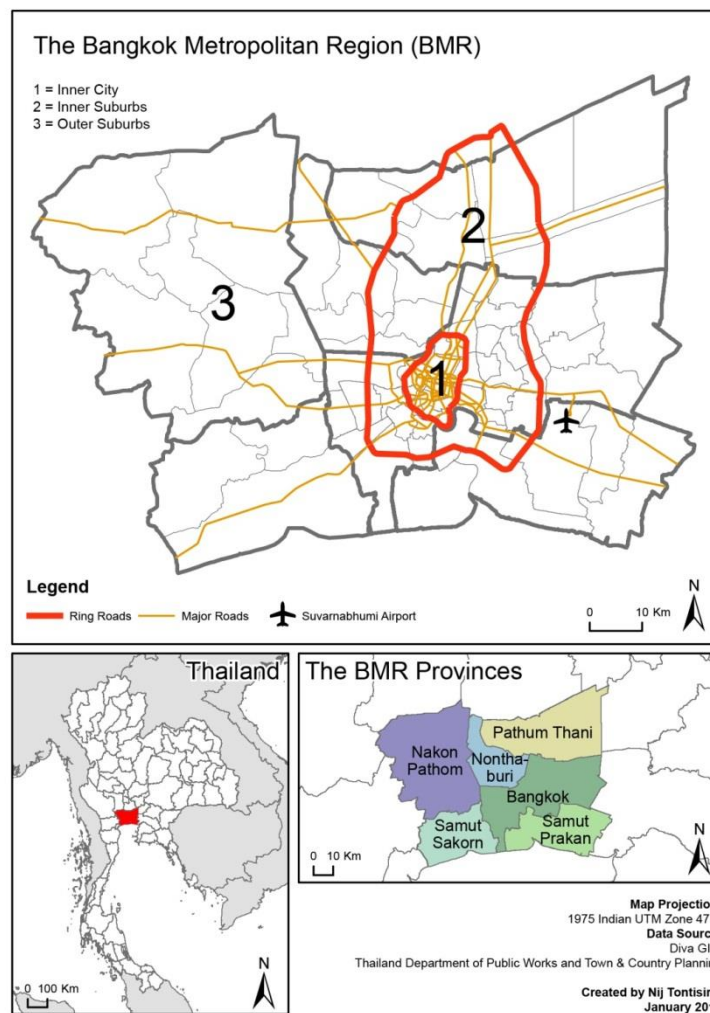 The Bangkok Metropolitan Region (BMR)
1 = Inner City
2 = Inner Suburbs
3 = Outer Suburbs
2
3
1
Legend
Ring Roads
Major Roads
Suvarnabhumi Airport
0 10 Km
N
Thailand
0 100 Km
N
The BMR Provinces
Pathum Thani
Nakon
Pathom
Nontha-
buri
Bangkok
Samut
Sakorn
Samut
Prakan
0 10 Km
N
Map Projection
1975 Indian UTM Zone 47
Data Sourc
Diva GI
Thailand Department of Public Works and Town & Country Plannin
Created by Nij Tontisir
January 20